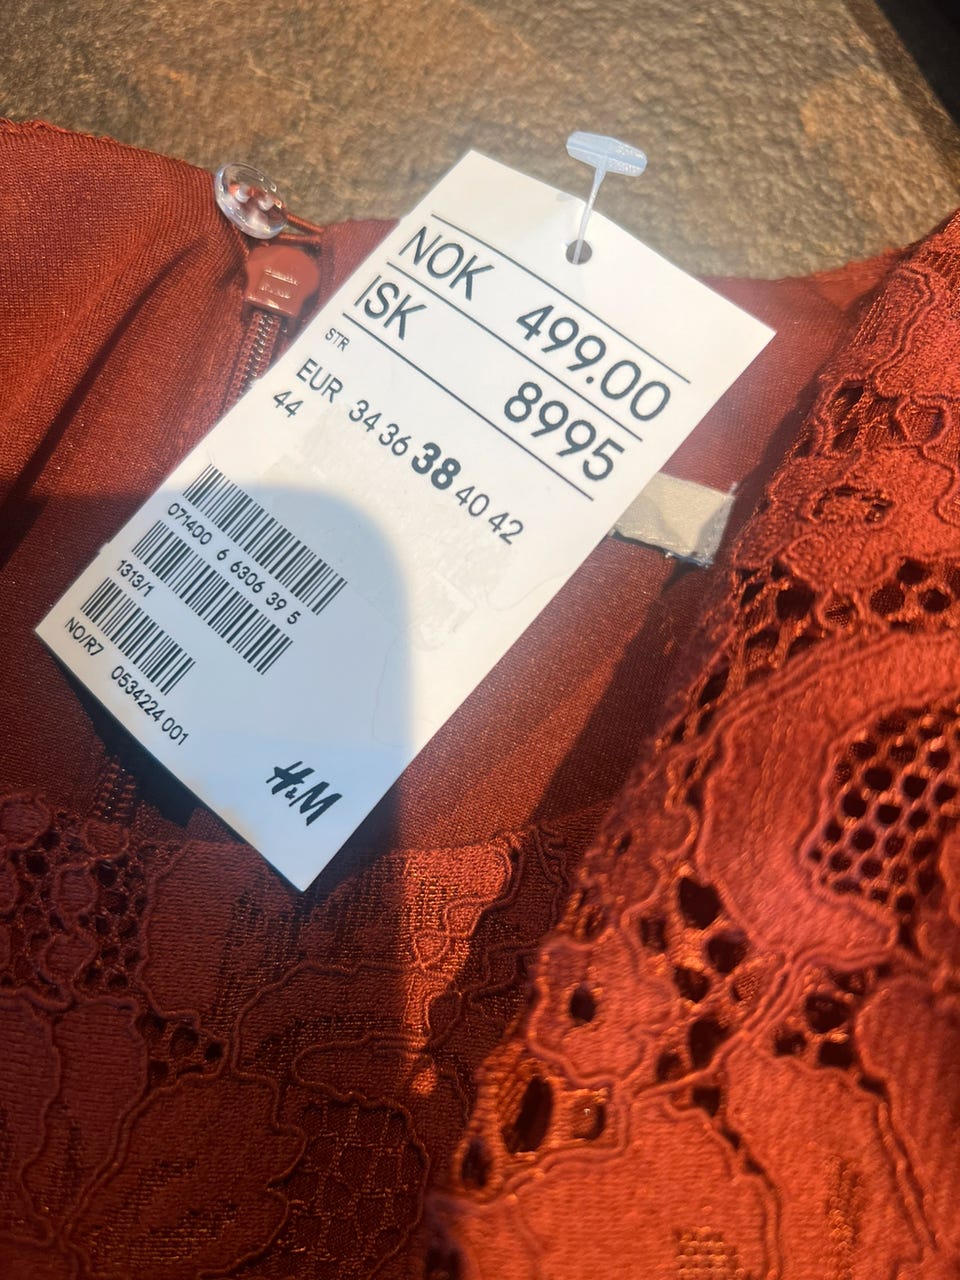 NOK 499.00
ISK 8995
STR
EUR 34 36 38 40 42
44
071400 6 6306 39 5
1313/1
NO/R7 0534224 001
H&M